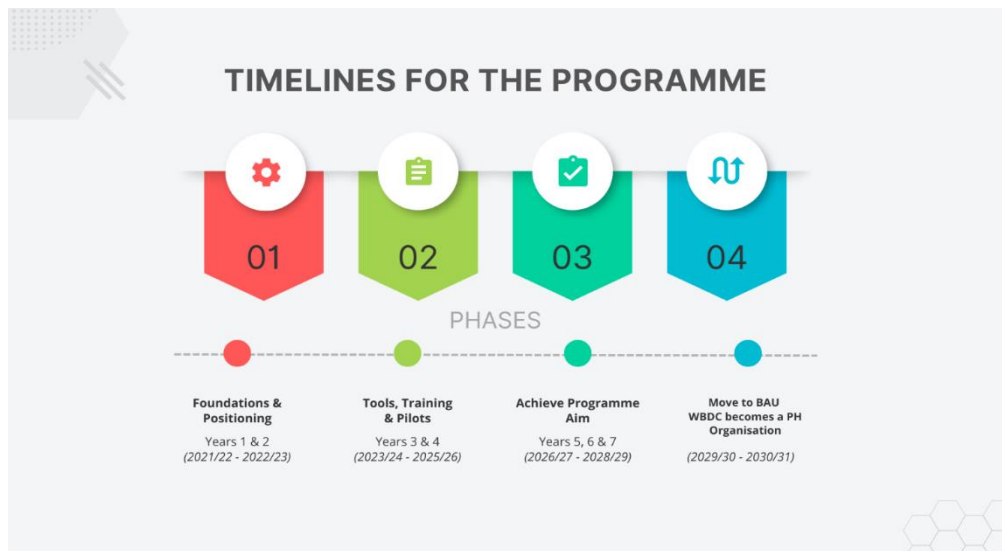 TIMELINES FOR THE PROGRAMME
01
02
03
04
PHASES
Foundations &
Positioning
Years 1 & 2
(2021/22 - 2022/23)
Tools, Training
& Pilots
Years 3 & 4
(2023/24 - 2025/26)
Achieve Programme
Aim
Years 5, 6 & 7
(2026/27 - 2028/29)
Move to BAU
WBDC becomes a PH
Organisation
(2029/30 - 2030/31)